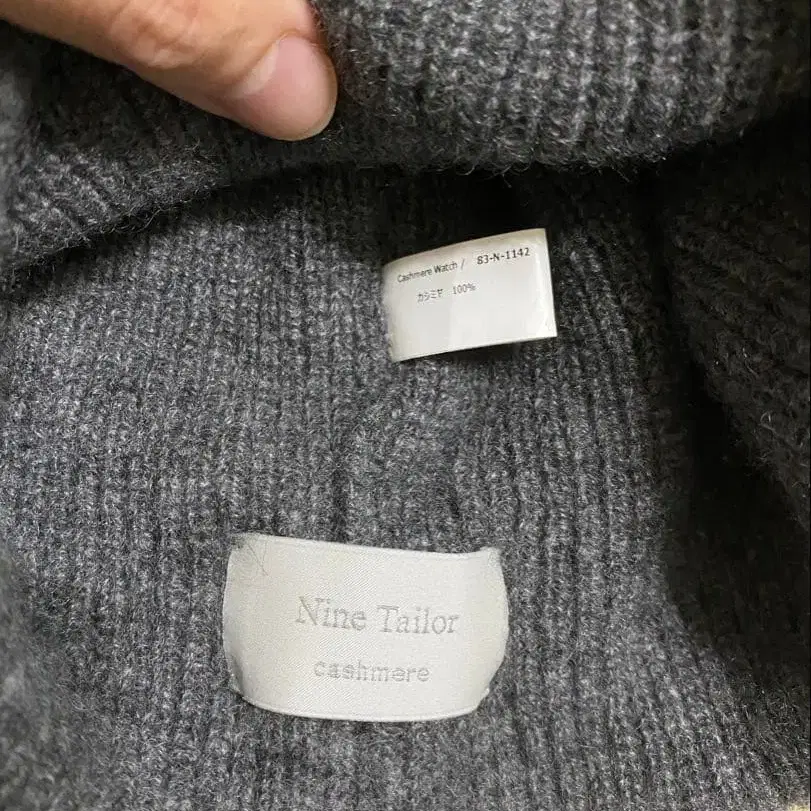 Cashmere Watch / 83-N-1142
カシミヤ 100%
Nine Tailor
cashmere